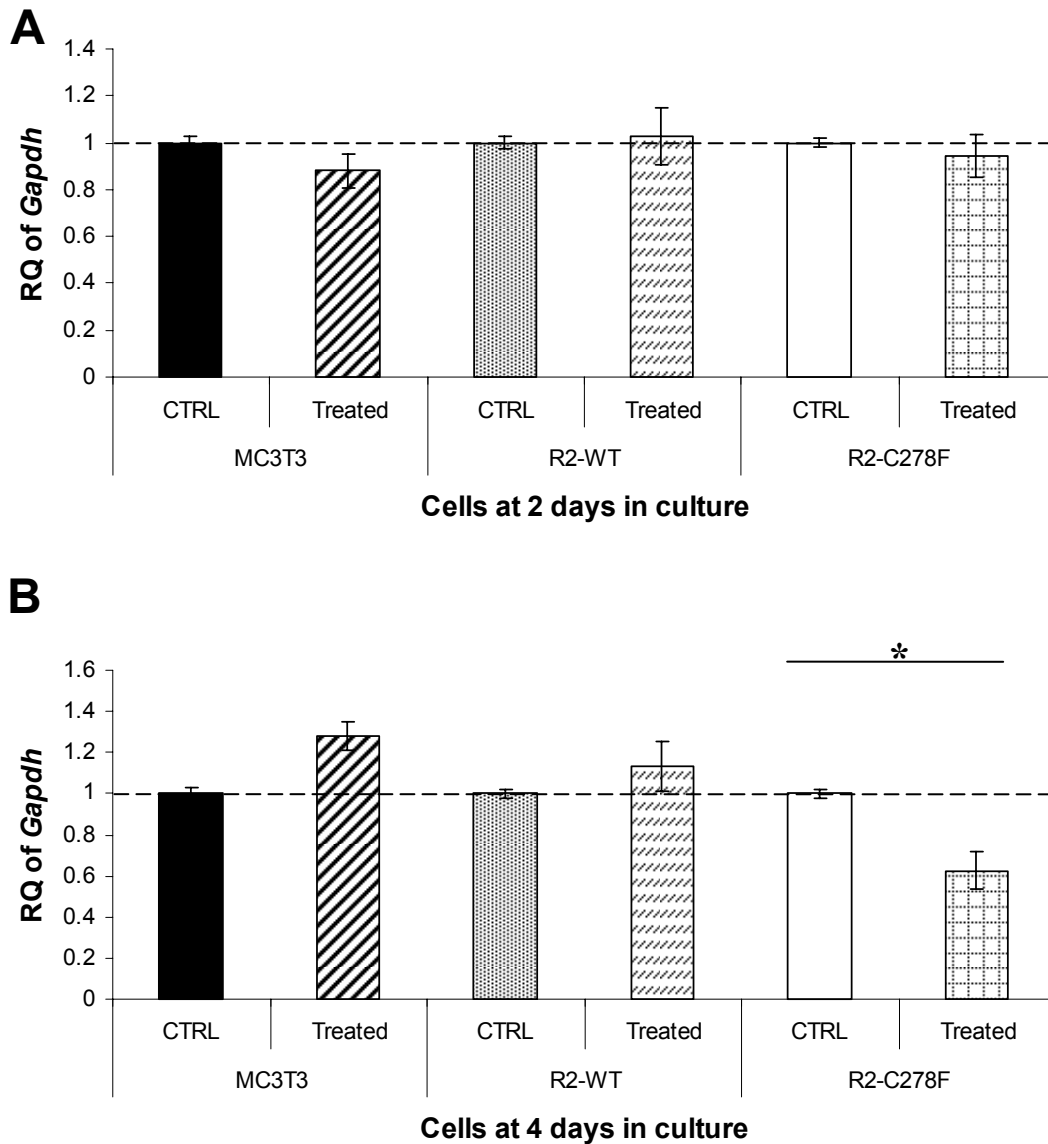 A
RQ of Gapdh
1.4
1.2
1
0.8
0.6
0.4
0.2
0
CTRL Treated CTRL Treated CTRL Treated
MC3T3 R2-WT R2-C278F
Cells at 2 days in culture
B
RQ of Gapdh
1.6
1.4
1.2
1
0.8
0.6
0.4
0.2
0
*
CTRL Treated CTRL Treated CTRL Treated
MC3T3 R2-WT R2-C278F
Cells at 4 days in culture